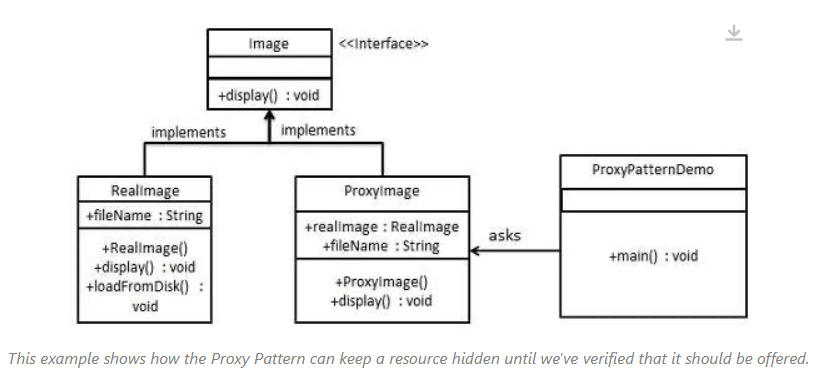 Image
<<Interface>>
+display() : void
implements
implements
RealImage
+fileName : String
+RealImage()
+display() : void
+loadFromDisk() :
void
ProxyImage
+realImage : RealImage
+fileName : String
+ProxyImage()
+display() : void
asks
ProxyPatternDemo
+main() : void
This example shows how the Proxy Pattern can keep a resource hidden until we've verified that it should be offered.